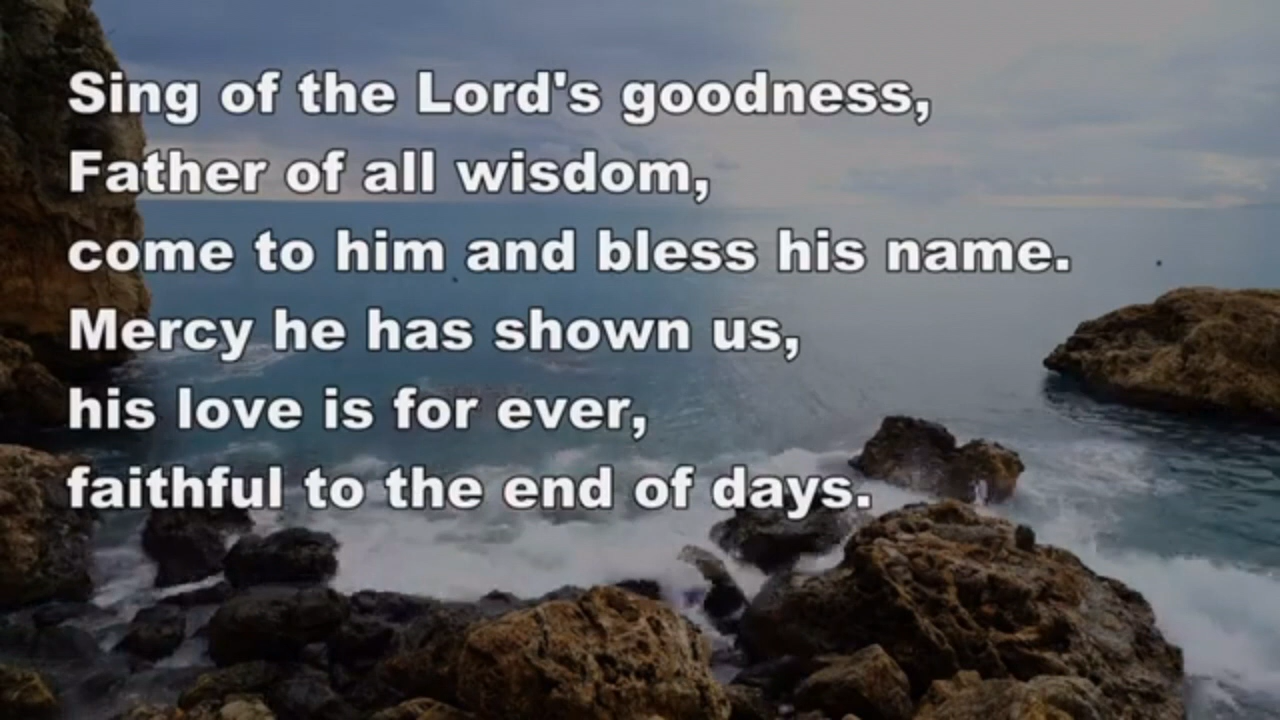 Sing of the Lord's goodness,
Father of all wisdom,
come to him and bless his name.
Mercy he has shown us,
his love is for ever,
faithful to the end of days.